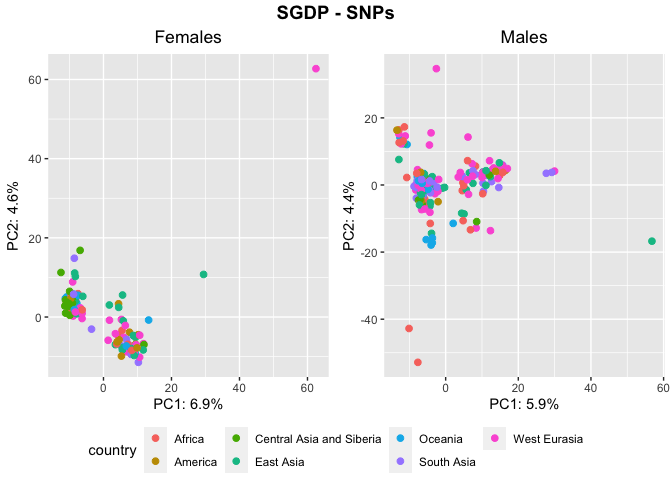 SGDP - SNPs
Females
Males
60
40
20
0
PC2: 4.6%
0
20
40
60
PC1: 6.9%
20
0
-20
-40
PC2: 4.4%
0
20
40
60
PC1: 5.9%
country
Africa
Central Asia and Siberia
Oceania
West Eurasia
America
East Asia
South Asia